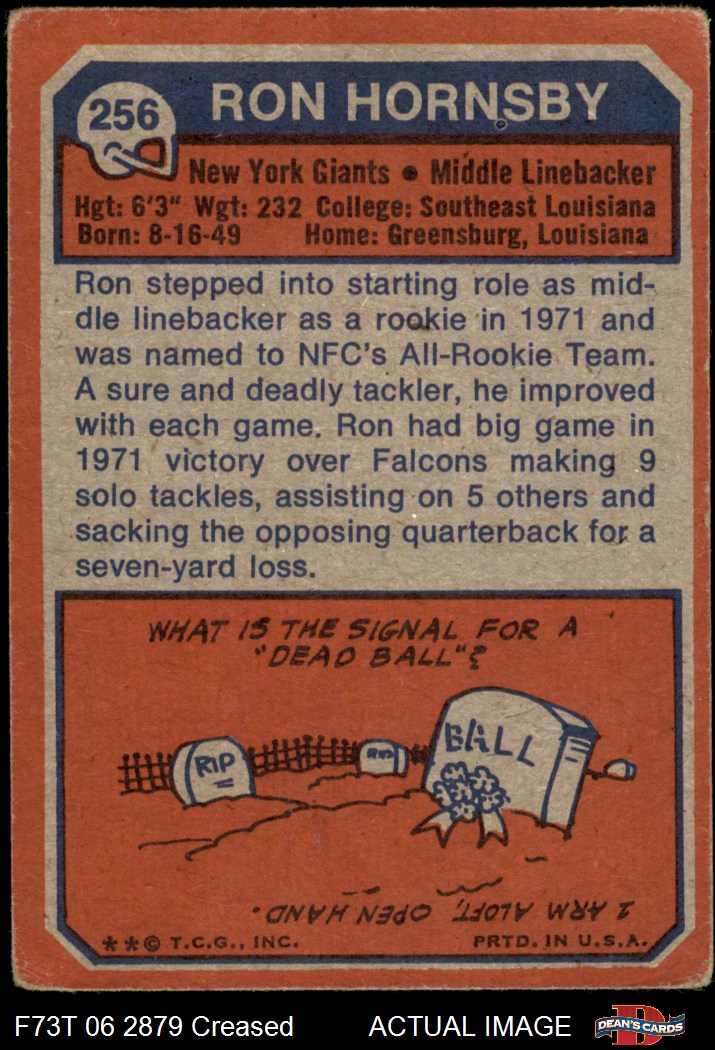 256
RON HORNSBY
New York Giants • Middle Linebacker
Hgt: 6'3" Wgt: 232 College: Southeast Louisiana
Born: 8-16-49 Home: Greensburg, Louisiana
Ron stepped into starting role as mid-
dle linebacker as a rookie in 1971 and
was named to NFC's All-Rookie Team.
A sure and deadly tackler, he improved
with each game. Ron had big game in
1971 victory over Falcons making 9
solo tackles, assisting on 5 others and
sacking the opposing quarterback for a
seven-yard loss.
WHAT IS THE SIGNAL FOR A
"DEAD BALL"?
BALL
RIP
1 ARM ALOFT, OPEN HAND.
**© T.C.G., INC. PRTD. IN U.S.A.
F73T 06 2879 Creased ACTUAL IMAGE
D
DEAN'S CARDS